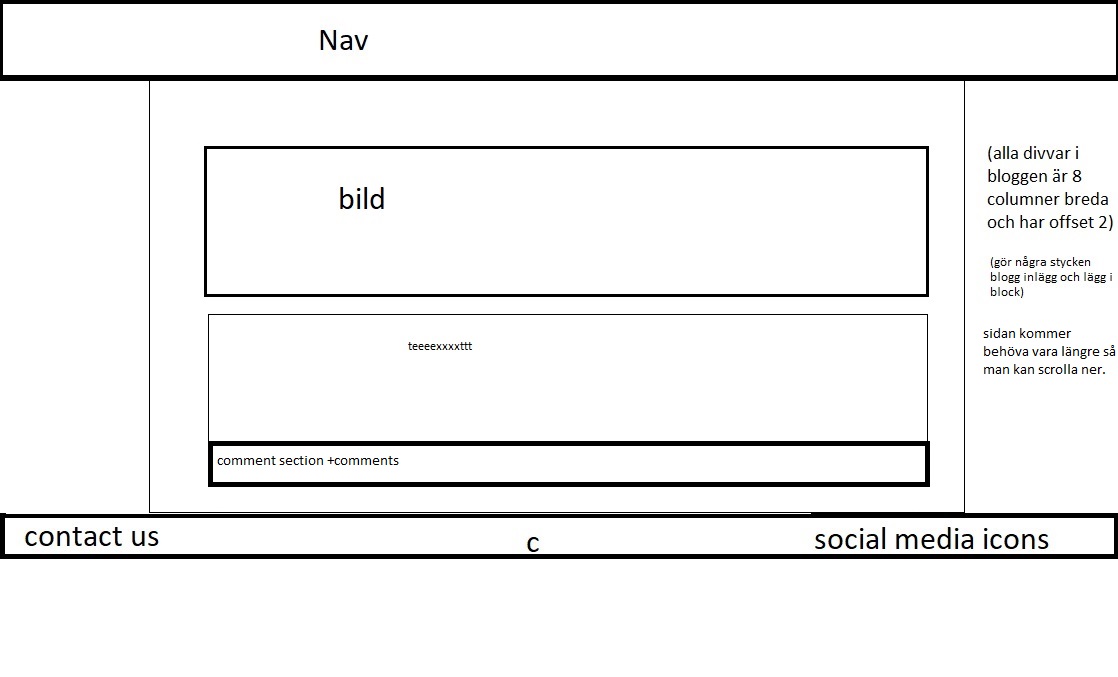 Nav
bild
(alla divvar i
bloggen är 8
columner breda
och har offset 2)
(gör några stycken
blogg inlägg och lägg i
block)
sidan kommer
behöva vara längre så
man kan scrolla ner.
teeeexxxxttt
comment section +comments
contact us
c
social media icons